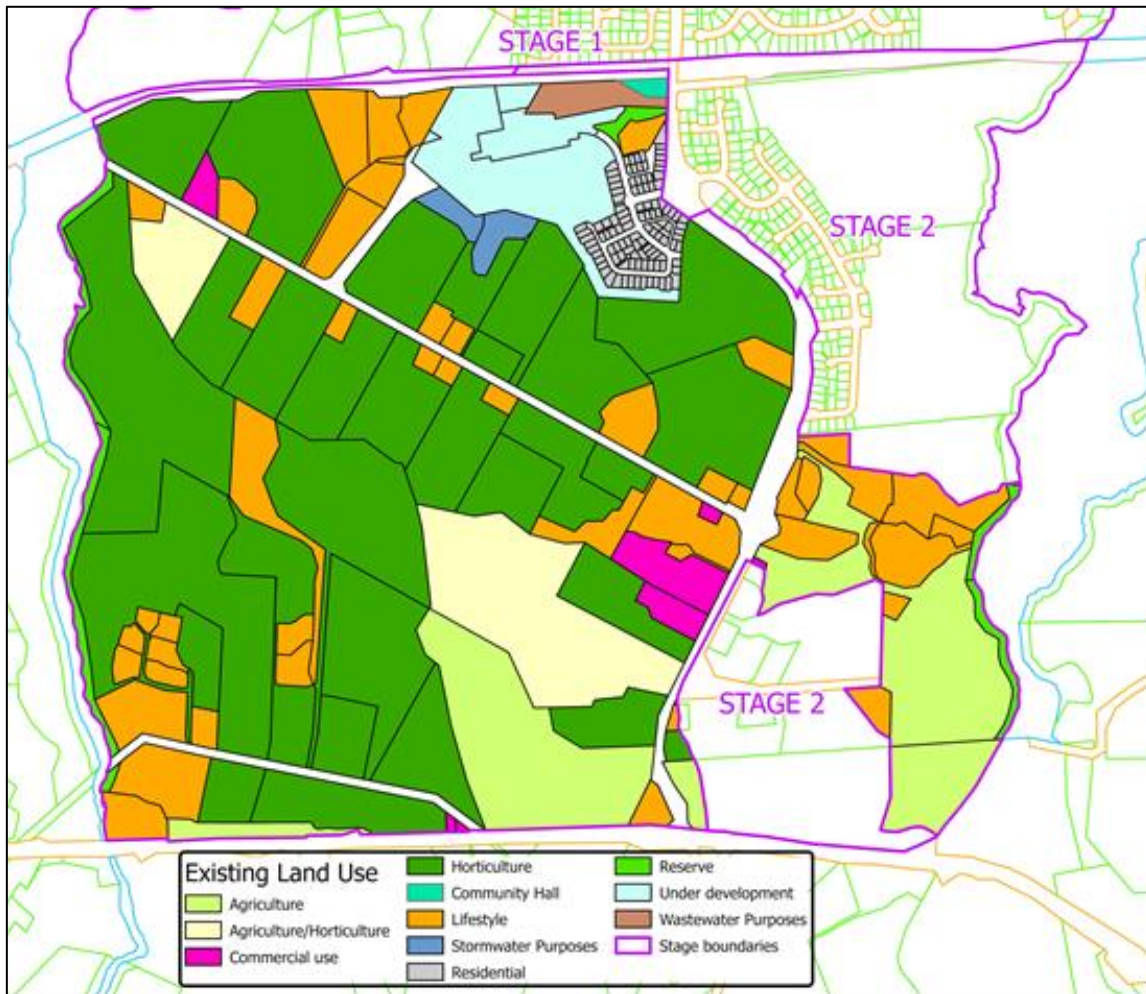 STAGE 1
STAGE 2
STAGE 2
Existing Land Use
Agriculture
Agriculture/Horticulture
Commercial use
Horticulture
Community Hall
Lifestyle
Stormwater Purposes
Residential
Reserve
Under development
Wastewater Purposes
Stage boundaries